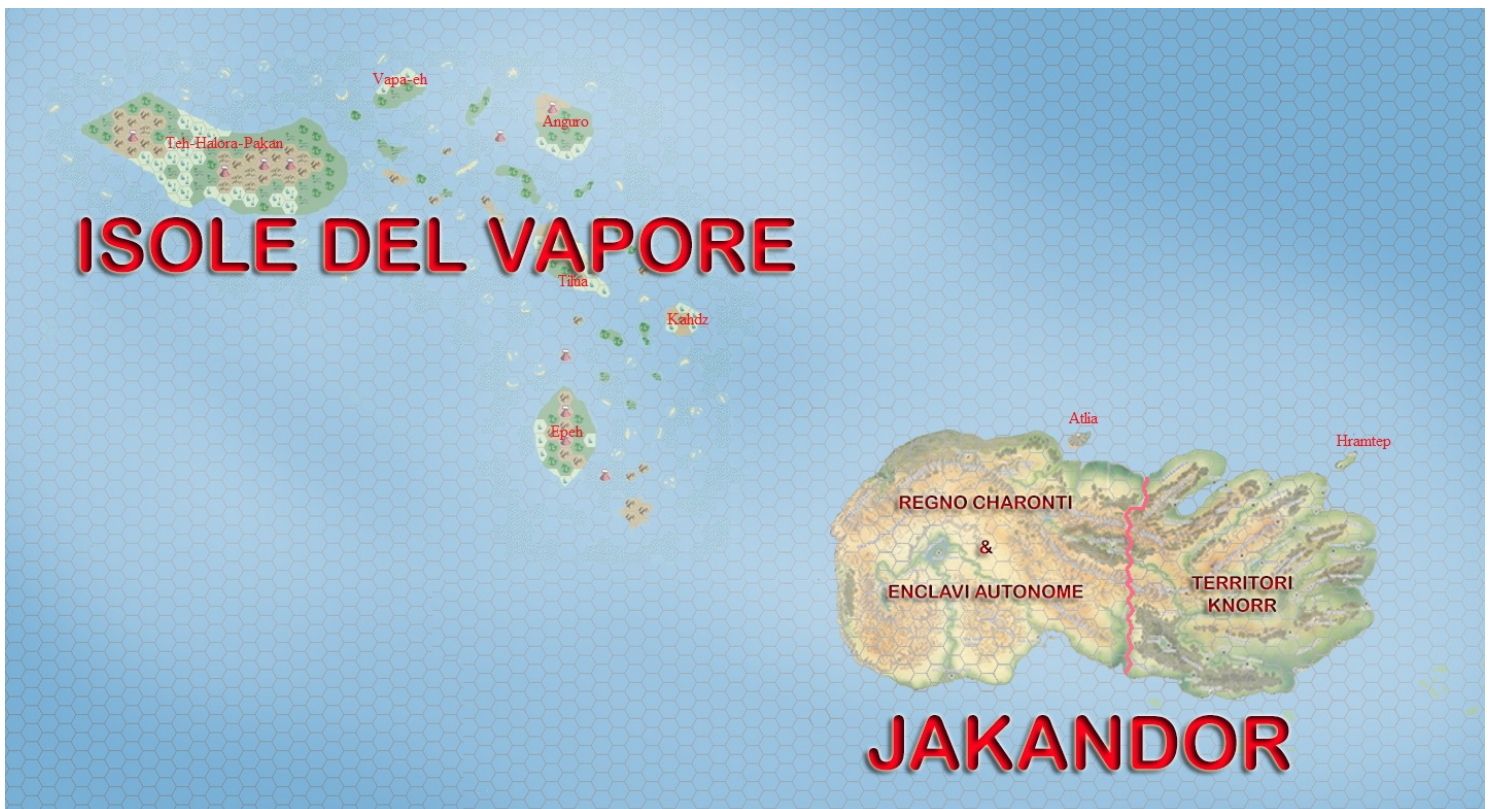 Vapa-eh
Anguro
Teh-Halora-Pakan
ISOLE DEL VAPORE
Tilua
Kahdz
Epeh
Atlia
Hramtep
REGNO CHARONTI
&
ENCLAVI AUTONOME
TERRITORI
KNORR
JAKANDOR